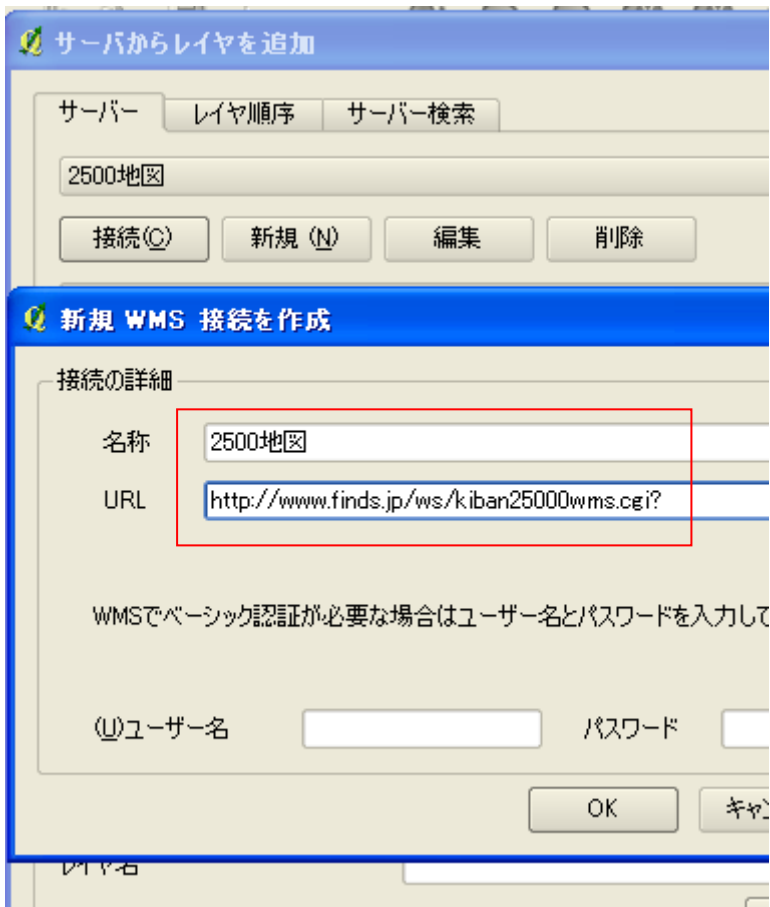 サーバからレイヤを追加
サーバー レイヤ順序 サーバー検索
2500地図
接続(C) 新規 (N) 編集 削除
新規 WMS 接続を作成
接続の詳細
名称 2500地図
URL http://www.finds.jp/ws/kiban25000wms.cgi?
WMSでベーシック認証が必要な場合はユーザー名とパスワードを入力して
(U)ユーザー名 パスワード
OK キャン
レイヤ名